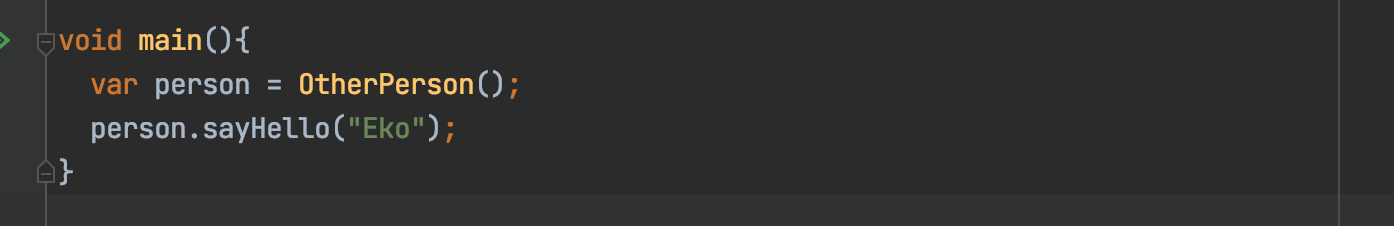 void main(){
  var person = OtherPerson();
  person.sayHello("Eko");
}